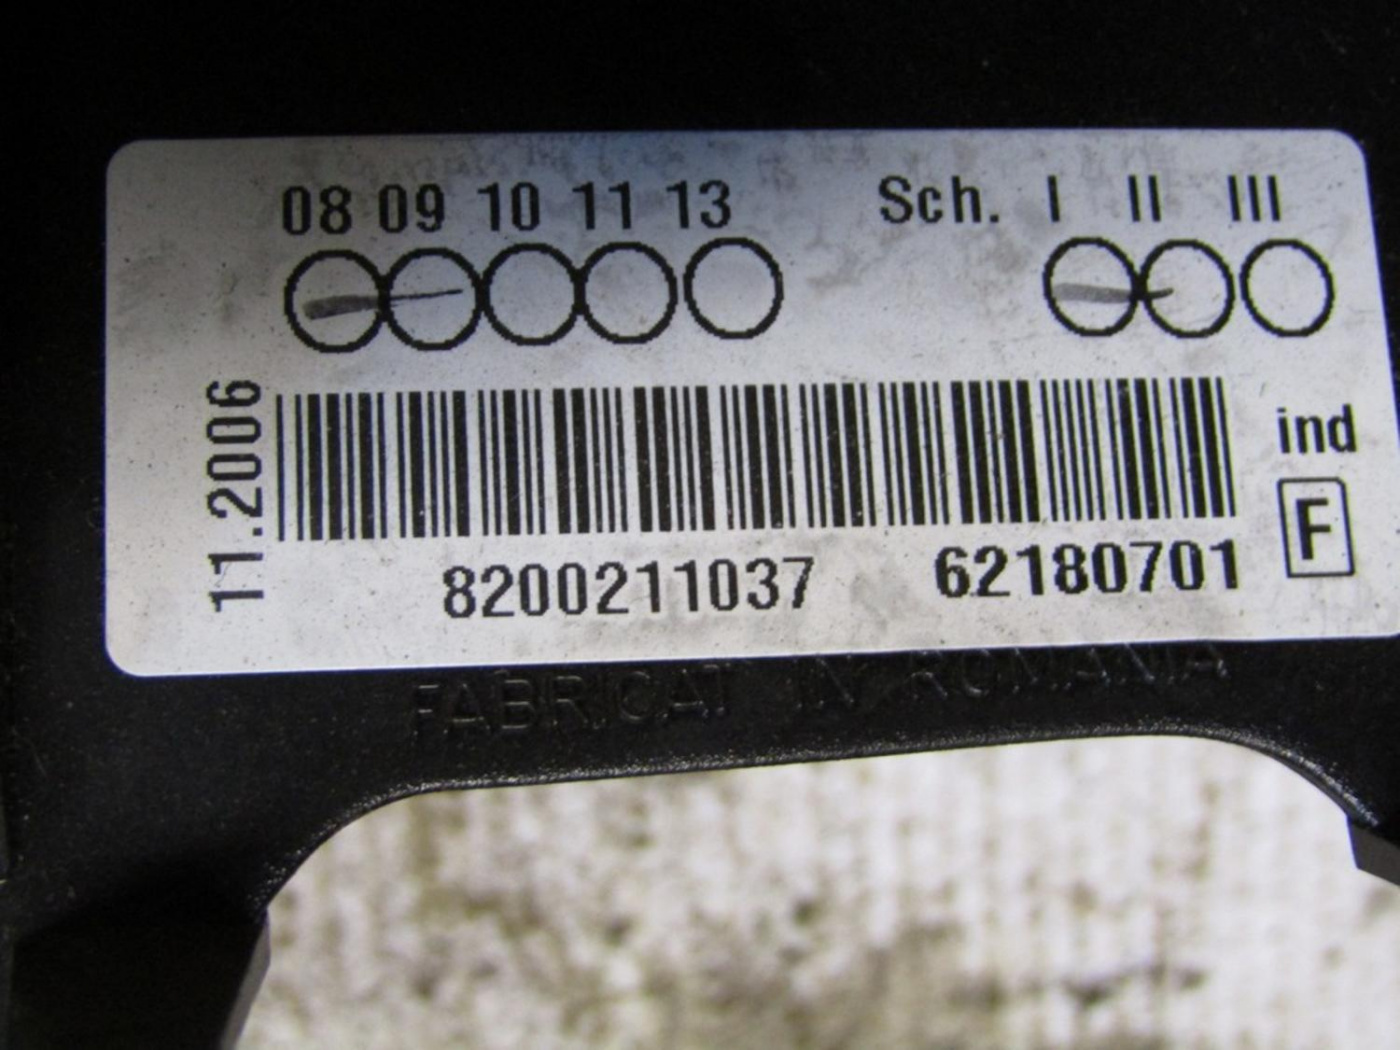 08 09 10 11 13 Sch. I II III
11.2006
ind
F
8200211037 62180701
FABRICAT IN ROMANIA